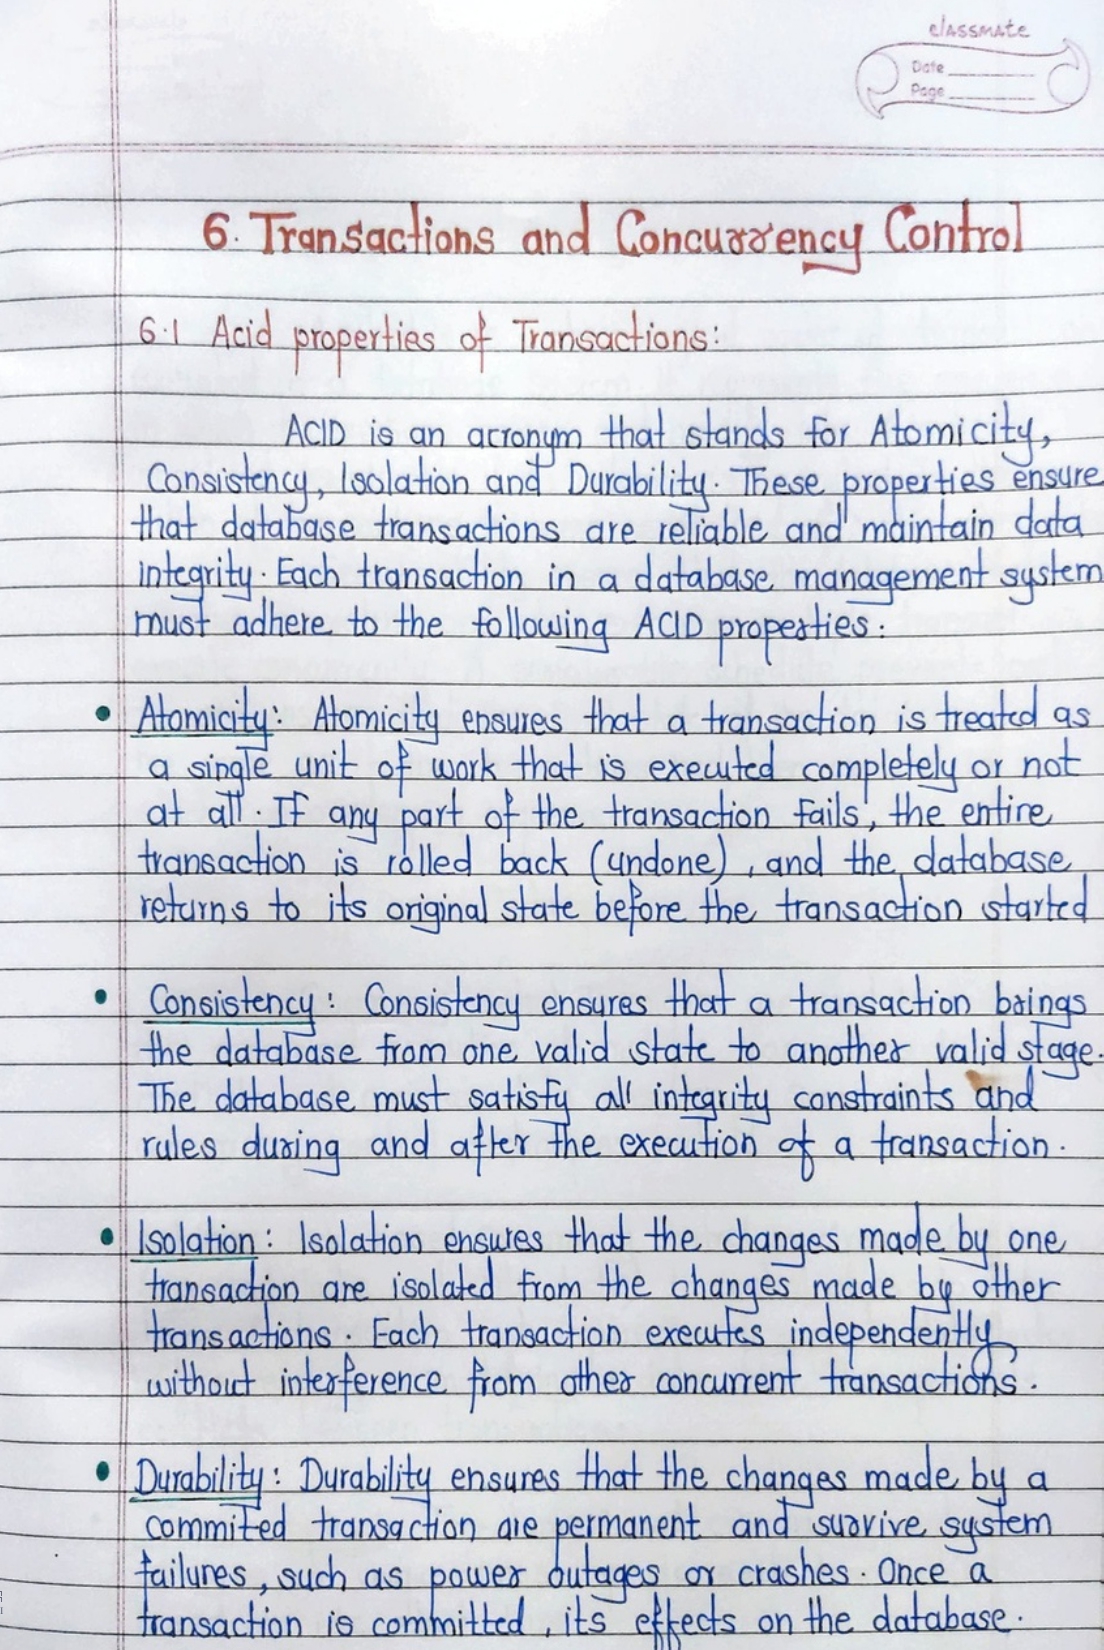 classmate
Date
Page
6. Transactions and Concurrency Control
6.1 Acid properties of Transactions:
ACID is an acronym that stands for Atomicity,
Consistency, Isolation and Durability. These properties ensure
that database transactions are reliable and maintain data
integrity. Each transaction in a database management system
must adhere to the following ACID properties:
• Atomicity: Atomicity ensures that a transaction is treated as
a single unit of work that is executed completely or not
at all. If any part of the transaction fails, the entire
transaction is rolled back (undone), and the database
returns to its original state before the transaction started
• Consistency: Consistency ensures that a transaction brings
the database from one valid state to another valid stage.
The database must satisfy all integrity constraints and
rules during and after the execution of a transaction.
• Isolation: Isolation ensures that the changes made by one
transaction are isolated from the changes made by other
transactions. Each transaction executes independently
without interference from other concurrent transactions.
• Durability: Durability ensures that the changes made by a
commited transaction are permanent and survive system
failures, such as power outages or crashes. Once a
transaction is committed, its effects on the database.